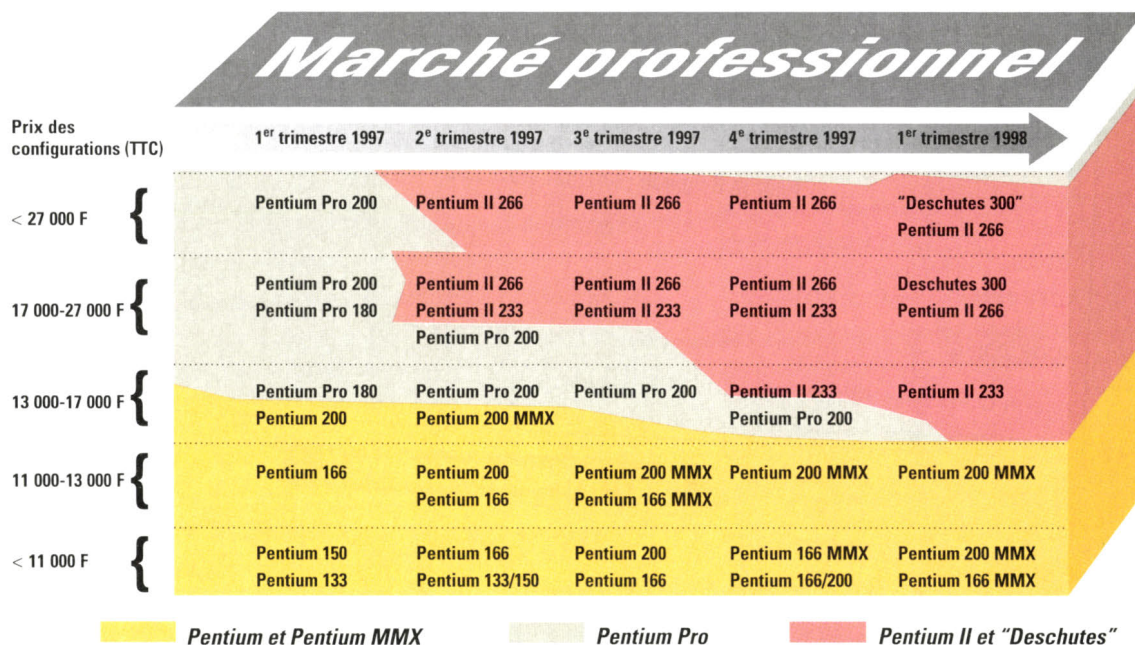 Marché professionnel
Prix des
configurations (TTC)
1er trimestre 1997 2e trimestre 1997 3e trimestre 1997 4e trimestre 1997 1er trimestre 1998
< 27 000 F {
Pentium Pro 200 Pentium II 266 Pentium II 266 Pentium II 266 "Deschutes 300"
Pentium II 266
17 000-27 000 F {
Pentium Pro 200 Pentium II 266 Pentium II 266 Pentium II 266 Deschutes 300
Pentium Pro 180 Pentium II 233 Pentium II 233 Pentium II 233 Pentium II 266
Pentium Pro 200
13 000-17 000 F {
Pentium Pro 180 Pentium Pro 200 Pentium Pro 200 Pentium II 233 Pentium II 233
Pentium 200 Pentium 200 MMX Pentium Pro 200
11 000-13 000 F {
Pentium 166 Pentium 200 Pentium 200 MMX Pentium 200 MMX Pentium 200 MMX
Pentium 166 Pentium 166 MMX
< 11 000 F {
Pentium 150 Pentium 166 Pentium 200 Pentium 166 MMX Pentium 200 MMX
Pentium 133 Pentium 133/150 Pentium 166 Pentium 166/200 Pentium 166 MMX
Pentium et Pentium MMX Pentium Pro Pentium II et "Deschutes"